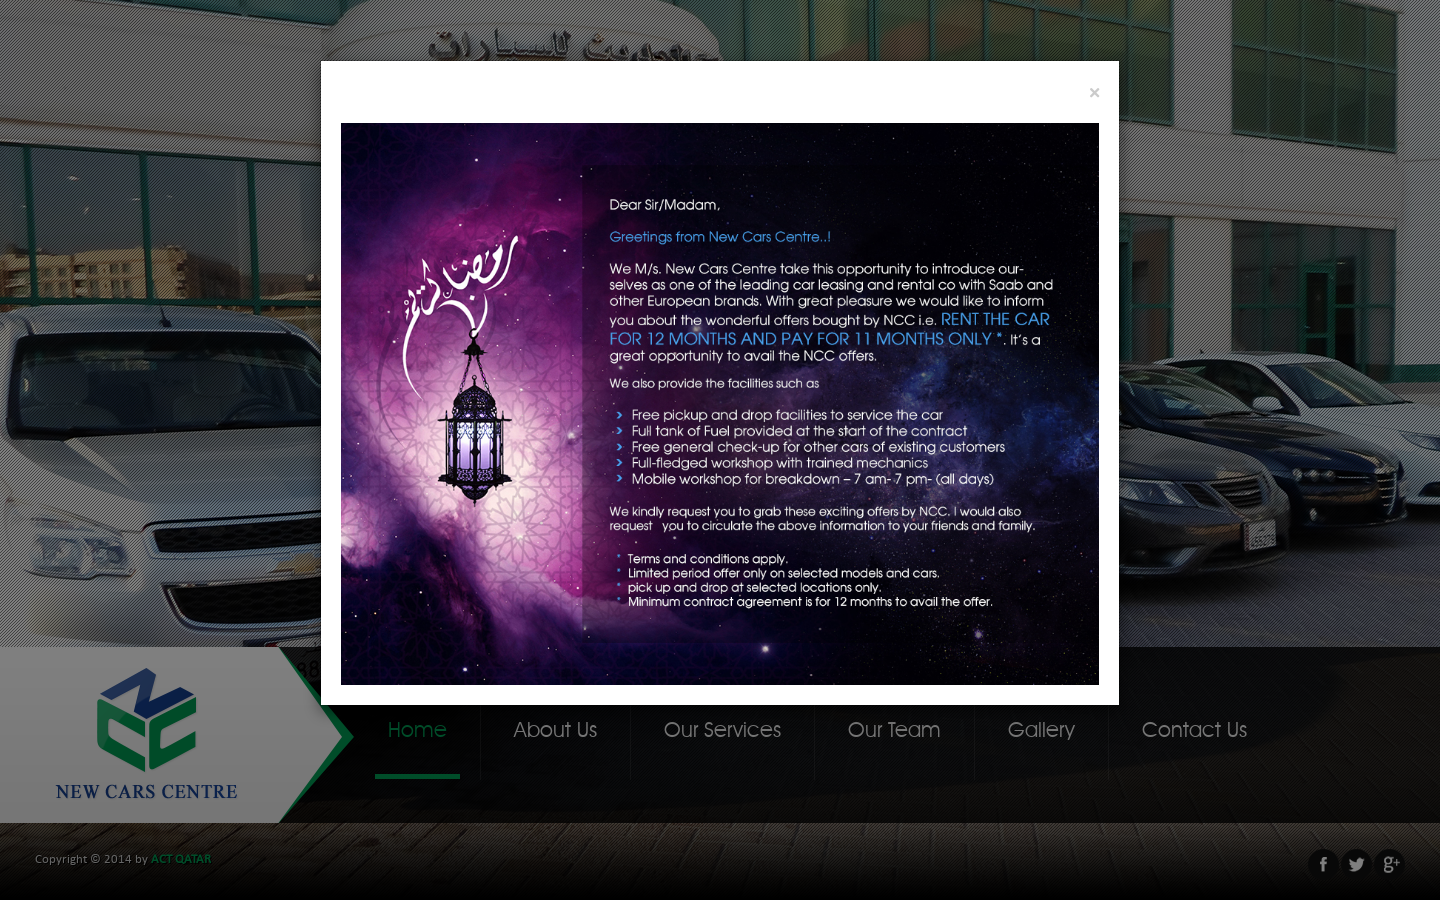 للسيارات
×
Dear Sir/Madam,
Greetings from New Cars Centre..!
We M/s. New Cars Centre take this opportunity to introduce our-
selves as one of the leading car leasing and rental co with Saab and
other European brands. With great pleasure we would like to inform
you about the wonderful offers bought by NCC i.e. RENT THE CAR
FOR 12 MONTHS AND PAY FOR 11 MONTHS ONLY *. It's a
great opportunity to avail the NCC offers.
We also provide the facilities such as
Free pickup and drop facilities to service the car
Full tank of Fuel provided at the start of the contract
Free general check-up for other cars of existing customers
Full-fledged workshop with trained mechanics
Mobile workshop for breakdown – 7 am- 7 pm- (all days)
We kindly request you to grab these exciting offers by NCC. I would also
request you to circulate the above information to your friends and family.
* Terms and conditions apply.
* Limited period offer only on selected models and cars.
* pick up and drop at selected locations only.
* Minimum contract agreement is for 12 months to avail the offer.
رمضان كريم
NEW CARS CENTRE
Home
About Us
Our Services
Our Team
Gallery
Contact Us
Copyright © 2014 by ACT QATAR
f
g+